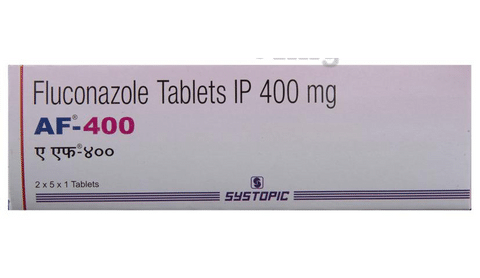 Fluconazole Tablets IP 400 mg
AF®-400
ए एफ®-४००
2 x 5 x 1 Tablets
SYSTOPIC